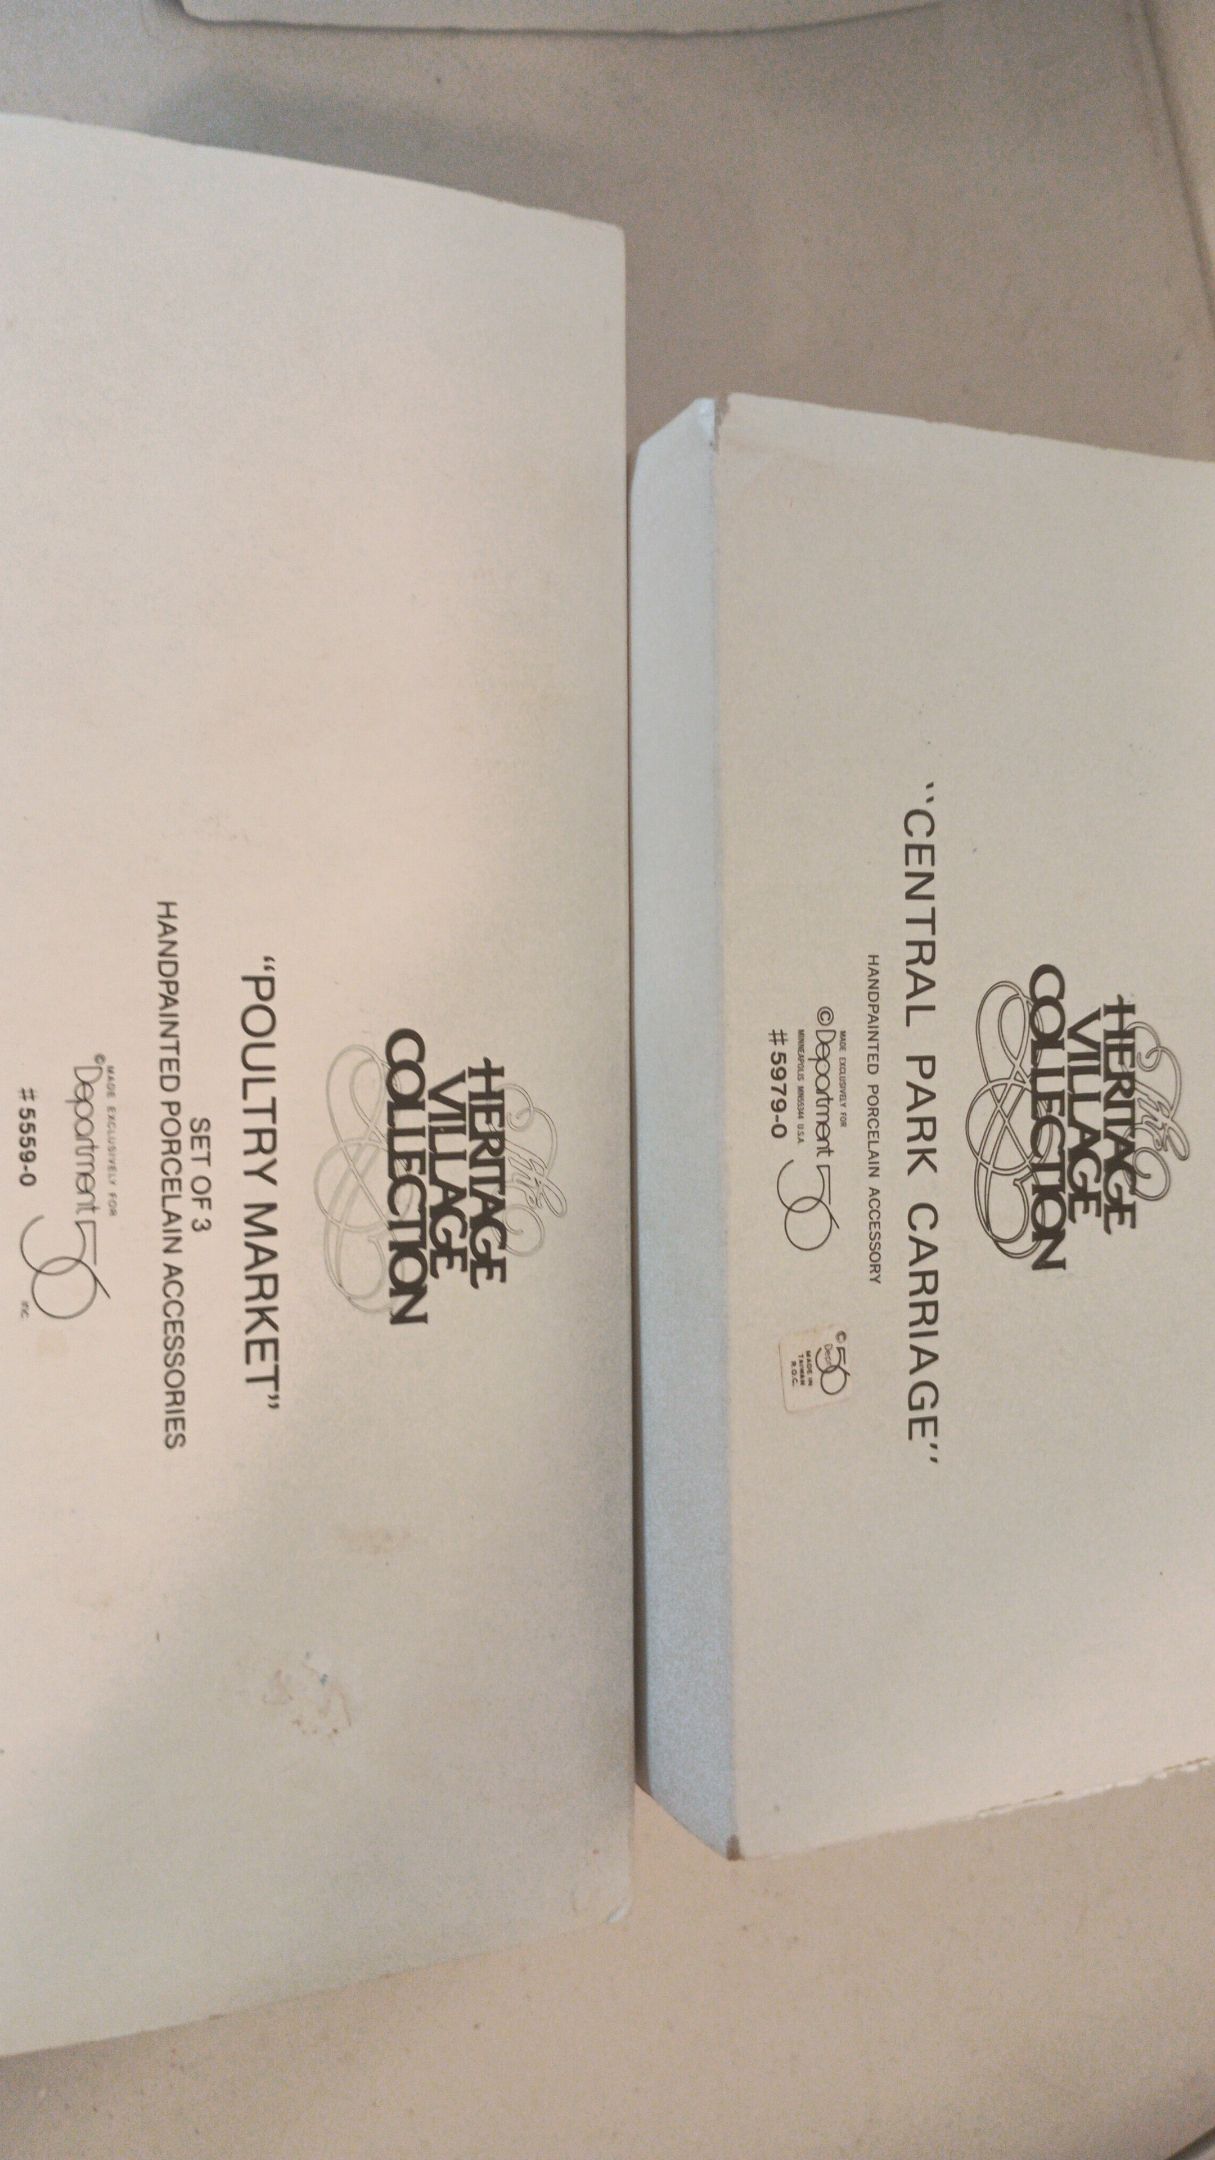 The
HERITAGE
VILLAGE
COLLECTION
``CENTRAL PARK CARRIAGE''
HANDPAINTED PORCELAIN ACCESSORY
MADE EXCLUSIVELY FOR
© Department 56
MINNEAPOLIS MN55344 U.S.A.
#5979-0
© 56
Dept
MADE IN
TAIWAN
R.O.C.
The
HERITAGE
VILLAGE
COLLECTION
“POULTRY MARKET”
SET OF 3
HANDPAINTED PORCELAIN ACCESSORIES
MADE EXCLUSIVELY FOR
© Department 56 INC.
#5559-0